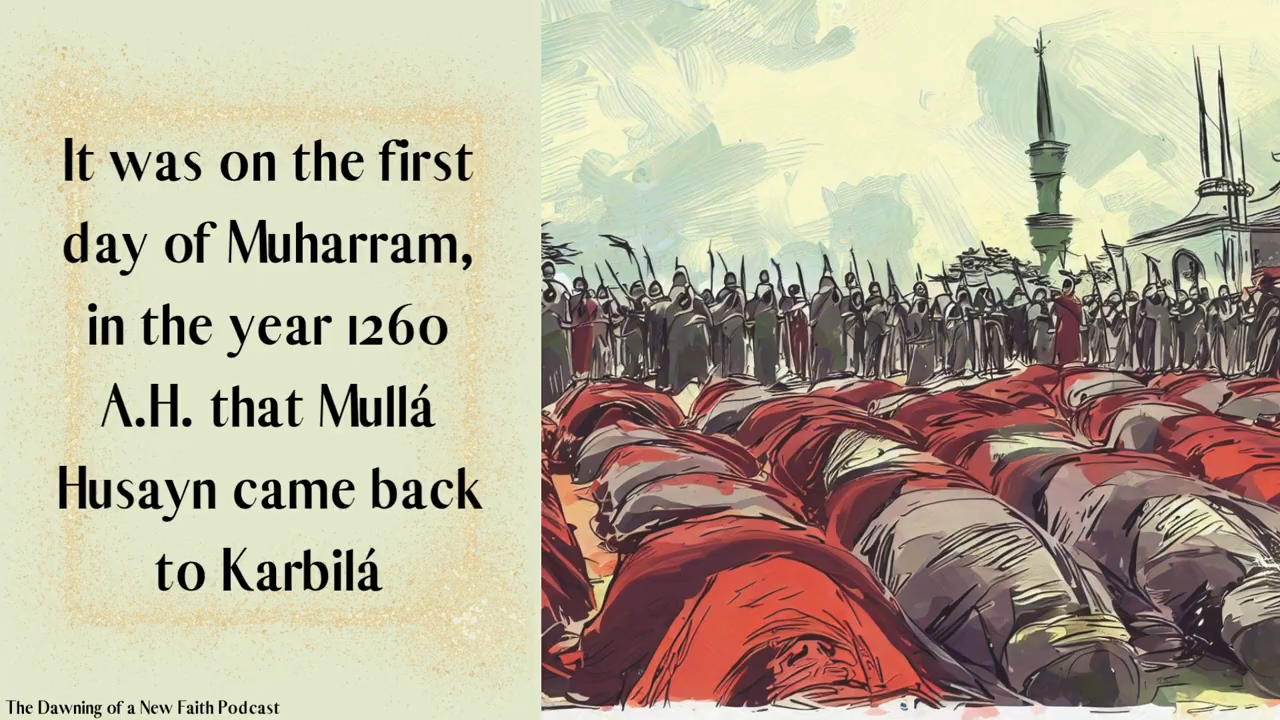 It was on the first
day of Muharram,
in the year 1260
A.H. that Mullá
Husayn came back
to Karbilá
The Dawning of a New Faith Podcast